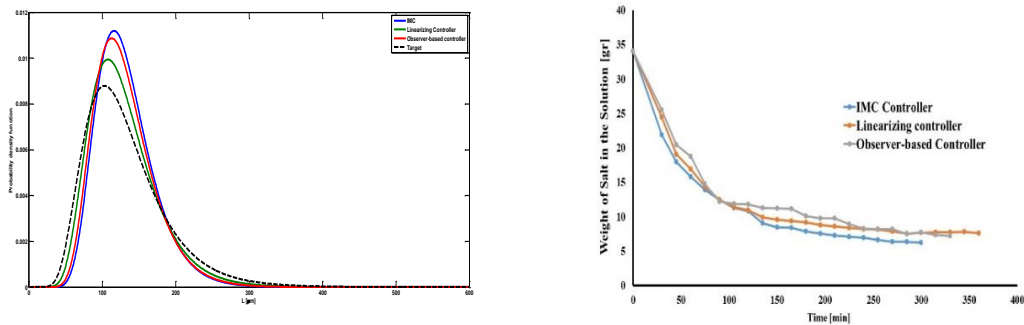 0.012
0.01
0.008
0.006
0.004
0.002
0
Probability density function
0 100 200 300 400 500 600
L [µm]
IMC
Linearizing Controller
Observer-based controller
Target
40
35
30
25
20
15
10
5
0
Weight of Salt in the Solution [gr]
0 50 100 150 200 250 300 350 400
Time [min]
IMC Controller
Linearizing controller
Observer-based Controller